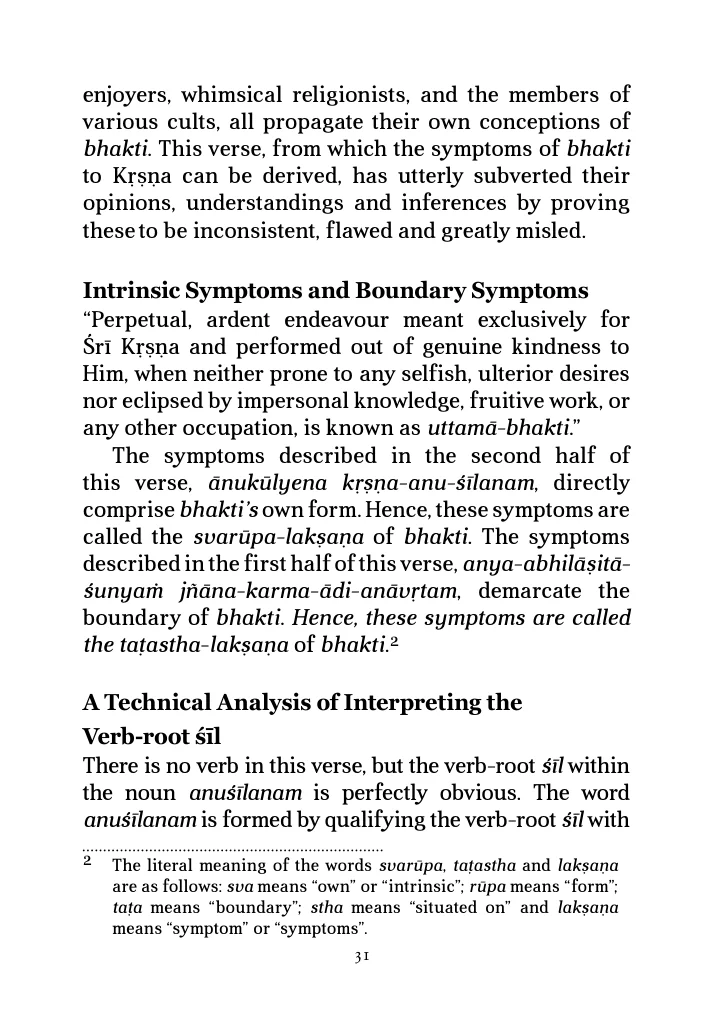 enjoyers, whimsical religionists, and the members of
various cults, all propagate their own conceptions of
bhakti. This verse, from which the symptoms of bhakti
to Kṛṣṇa can be derived, has utterly subverted their
opinions, understandings and inferences by proving
these to be inconsistent, flawed and greatly misled.
Intrinsic Symptoms and Boundary Symptoms
“Perpetual, ardent endeavour meant exclusively for
Śrī Kṛṣṇa and performed out of genuine kindness to
Him, when neither prone to any selfish, ulterior desires
nor eclipsed by impersonal knowledge, fruitive work, or
any other occupation, is known as uttamā-bhakti.”
The symptoms described in the second half of
this verse, ānukūlyena kṛṣṇa-anu-śīlanam, directly
comprise bhakti’s own form. Hence, these symptoms are
called the svarūpa-lakṣaṇa of bhakti. The symptoms
described in the first half of this verse, anya-abhilāṣitā-
śunyaṁ jñāna-karma-ādi-anāvṛtam, demarcate the
boundary of bhakti. Hence, these symptoms are called
the taṭastha-lakṣaṇa of bhakti.²
A Technical Analysis of Interpreting the
Verb-root śīl
There is no verb in this verse, but the verb-root śīl within
the noun anuśīlanam is perfectly obvious. The word
anuśīlanam is formed by qualifying the verb-root śīl with
² The literal meaning of the words svarūpa, taṭastha and lakṣaṇa
are as follows: sva means “own” or “intrinsic”; rūpa means “form”;
taṭa means “boundary”; stha means “situated on” and lakṣaṇa
means “symptom” or “symptoms”.
31